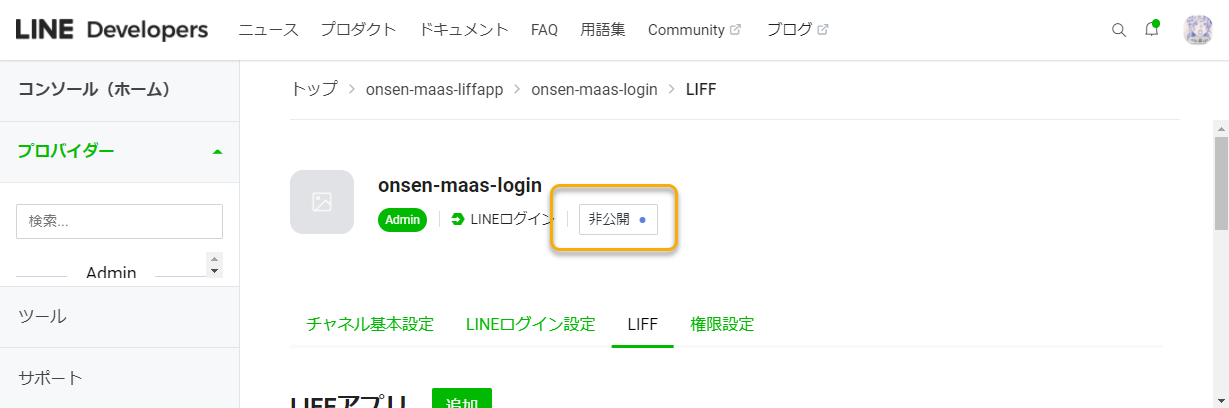 LINE Developers ニュース プロダクト ドキュメント FAQ 用語集 Community ブログ
コンソール（ホーム）
プロバイダー
検索...
Admin
ツール
サポート
トップ > onsen-maas-liffapp > onsen-maas-login > LIFF
onsen-maas-login
Admin LINEログイン 非公開
チャネル基本設定 LINEログイン設定 LIFF 権限設定
LIFFアプリ 追加